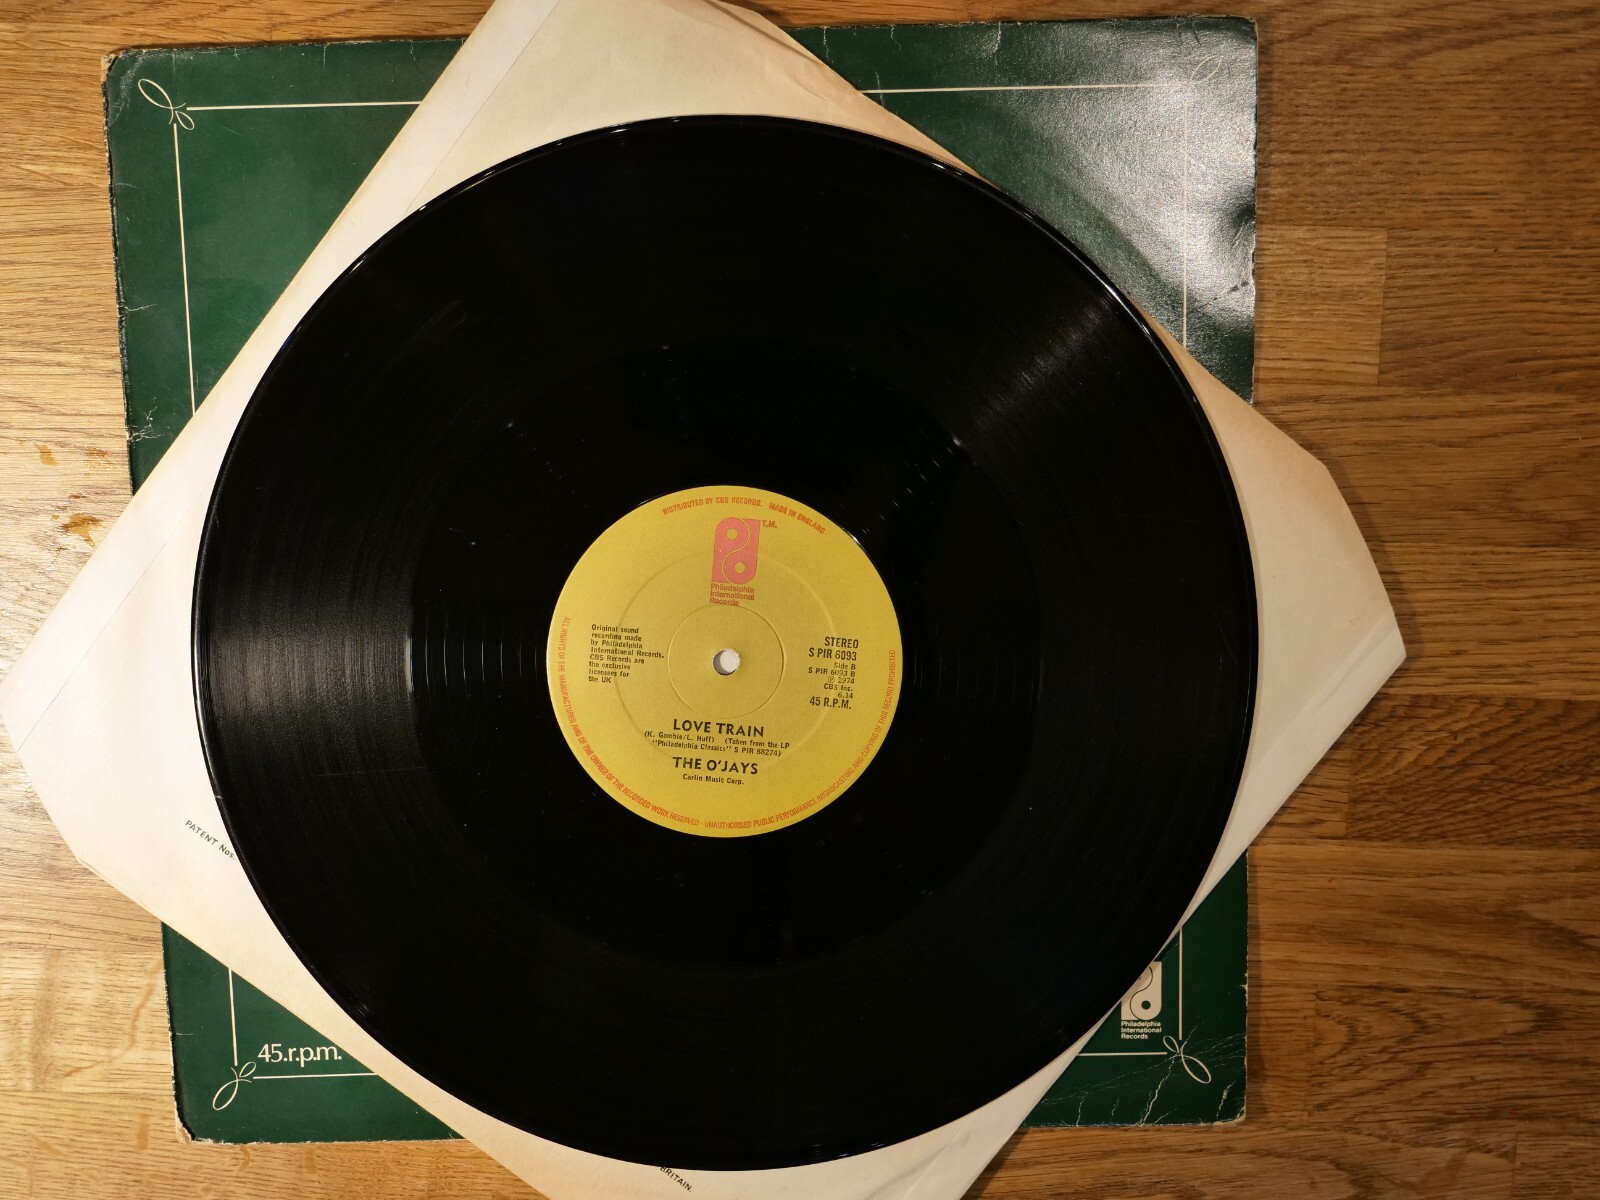 DISTRIBUTED BY CBS RECORDS. MADE IN ENGLAND
T.M.
Philadelphia
International
Records
Original sound
recording made
by Philadelphia
International Records.
CBS Records are
the exclusive
licensees for
the UK
STEREO
S PIR 6093
Side B
S PIR 6093 B
℗ 1974
CBS Inc.
6.14
45 R.P.M.
LOVE TRAIN
(K. Gamble/L. Huff) (Taken from the LP
"Philadelphia Classics" S PIR 88274)
THE O'JAYS
Carlin Music Corp.
ALL RIGHTS OF THE MANUFACTURER AND OF THE OWNER OF THE RECORDED WORK RESERVED · UNAUTHORISED PUBLIC PERFORMANCE BROADCASTING AND COPYING OF THIS RECORD PROHIBITED
PATENT Nos.
45.r.p.m.
Philadelphia
International
Records
BRITAIN.